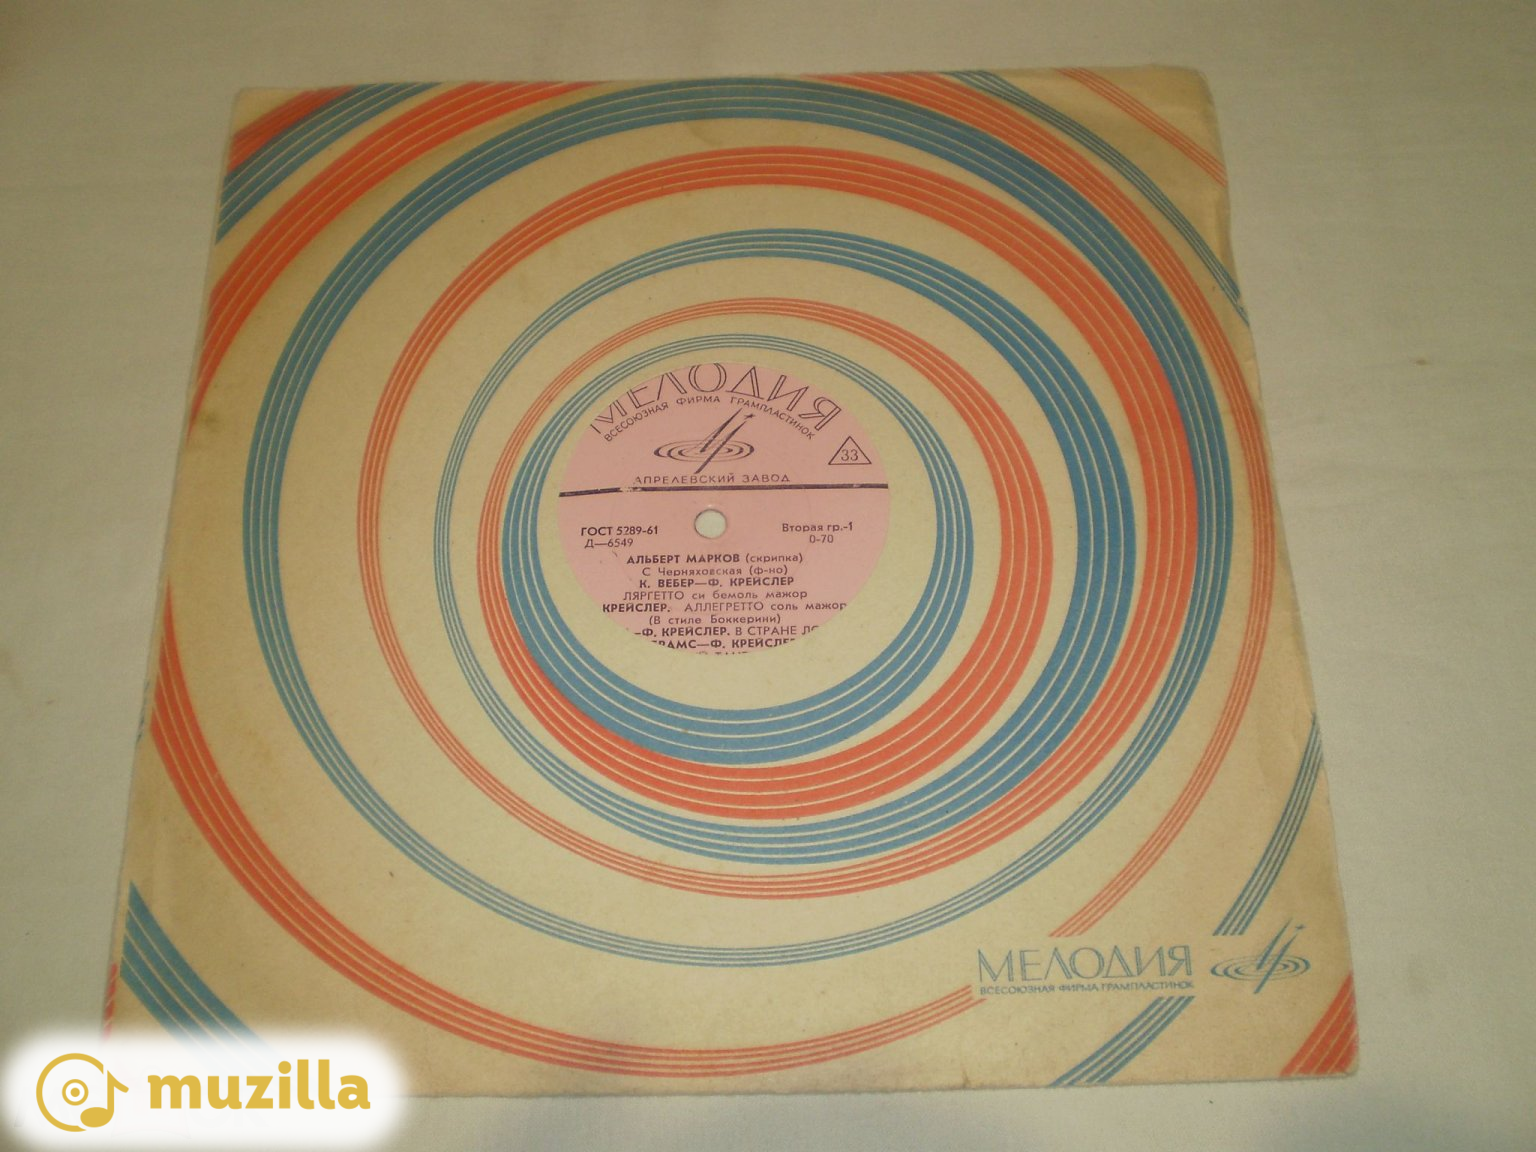 МЕЛОДИЯ
ВСЕСОЮЗНАЯ ФИРМА ГРАМПЛАСТИНОК
33
АПРЕЛЕВСКИЙ ЗАВОД
ГОСТ 5289-61 Вторая гр.-1
Д—6549 0-70
АЛЬБЕРТ МАРКОВ (скрипка)
С Черняховская (ф-но)
К. ВЕБЕР—Ф. КРЕЙСЛЕР
ЛЯРГЕТТО си бемоль мажор
КРЕЙСЛЕР. АЛЛЕГРЕТТО соль мажор
(В стиле Боккерини)
–Ф. КРЕЙСЛЕР. В СТРАНЕ
—Ф. КРЕЙСЛЕР
МЕЛОДИЯ
ВСЕСОЮЗНАЯ ФИРМА ГРАМПЛАСТИНОК
muzilla